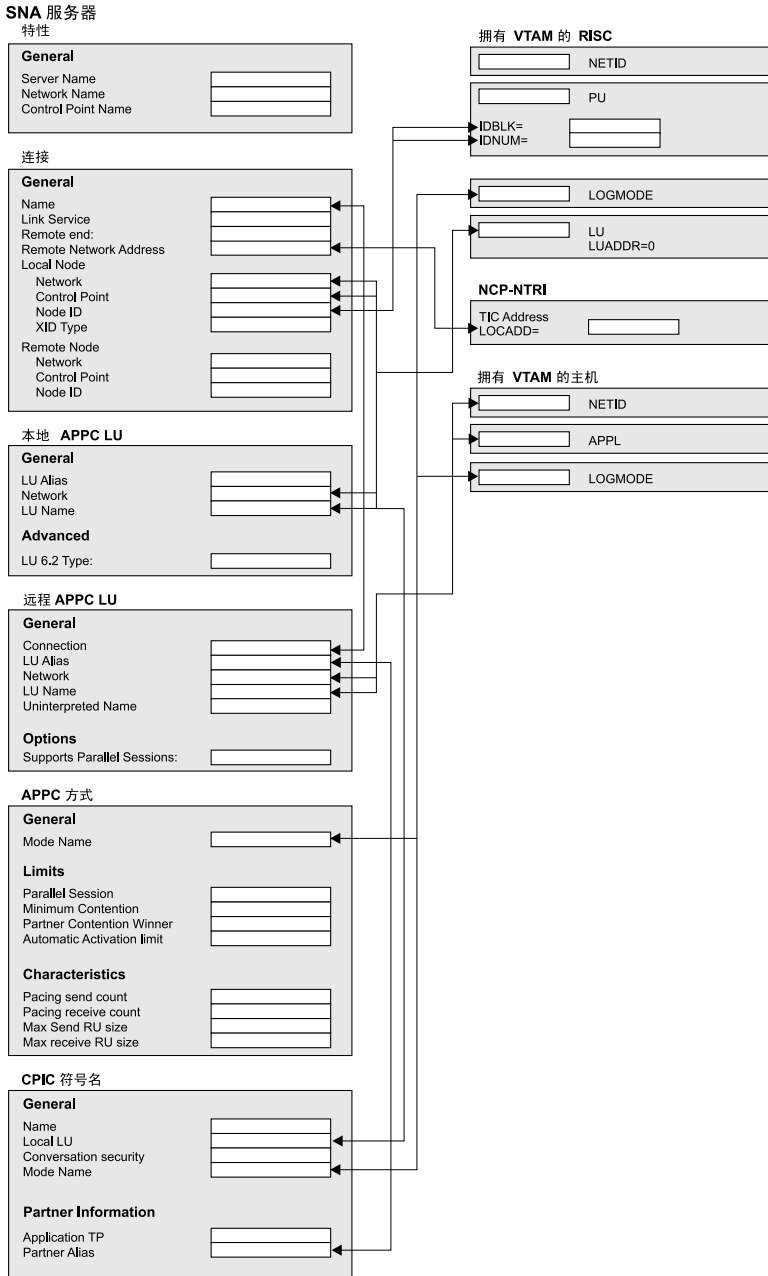 SNA 服务器
特性
General
Server Name
Network Name
Control Point Name
连接
General
Name
Link Service
Remote end:
Remote Network Address
Local Node
Network
Control Point
Node ID
XID Type
Remote Node
Network
Control Point
Node ID
本地 APPC LU
General
LU Alias
Network
LU Name
Advanced
LU 6.2 Type:
远程 APPC LU
General
Connection
LU Alias
Network
LU Name
Uninterpreted Name
Options
Supports Parallel Sessions:
APPC 方式
General
Mode Name
Limits
Parallel Session
Minimum Contention
Partner Contention Winner
Automatic Activation limit
Characteristics
Pacing send count
Pacing receive count
Max Send RU size
Max receive RU size
CPIC 符号名
General
Name
Local LU
Conversation security
Mode Name
Partner Information
Application TP
Partner Alias
拥有 VTAM 的 RISC
NETID
PU
IDBLK=
IDNUM=
LOGMODE
LU
LUADDR=0
NCP-NTRI
TIC Address
LOCADD=
拥有 VTAM 的主机
NETID
APPL
LOGMODE